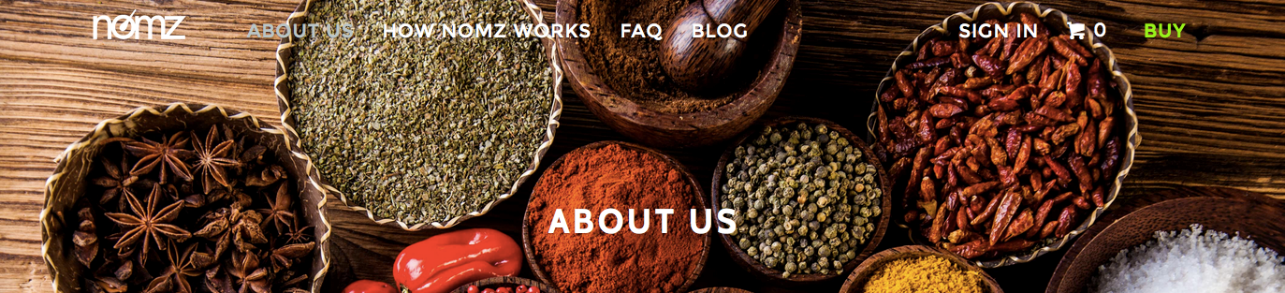 nomz ABOUT US HOW NOMZ WORKS FAQ BLOG SIGN IN 0 BUY
ABOUT US